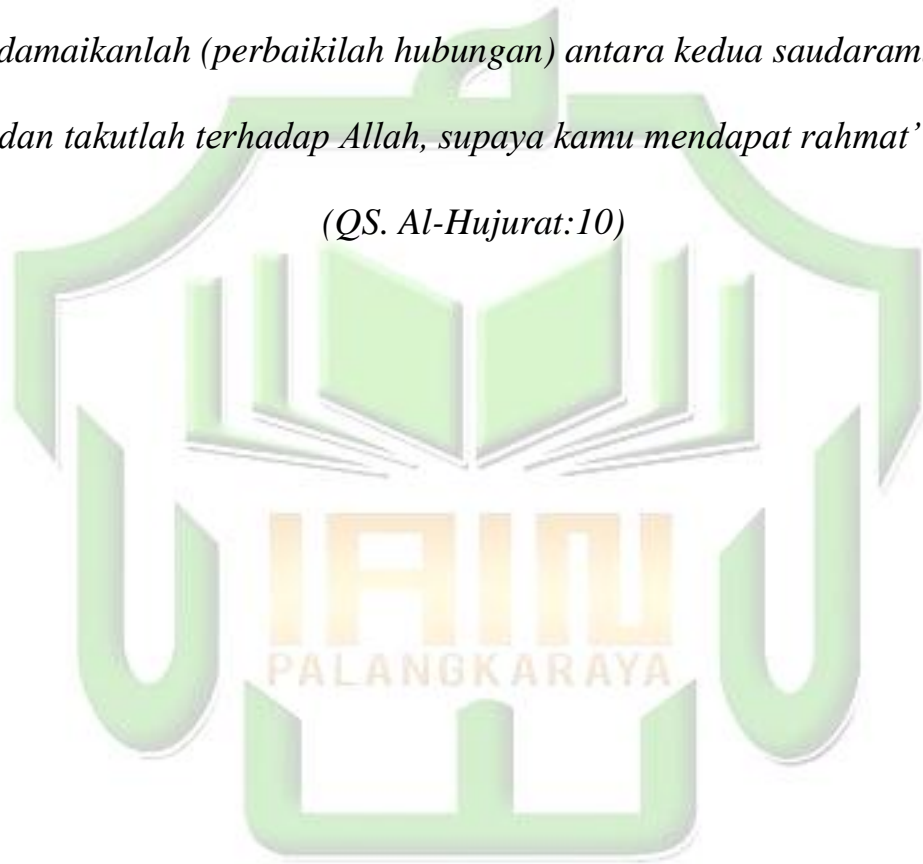 damaikanlah (perbaikilah hubungan) antara kedua saudaram
dan takutlah terhadap Allah, supaya kamu mendapat rahmat”
(QS. Al-Hujurat:10)
IAIN
PALANGKARAYA